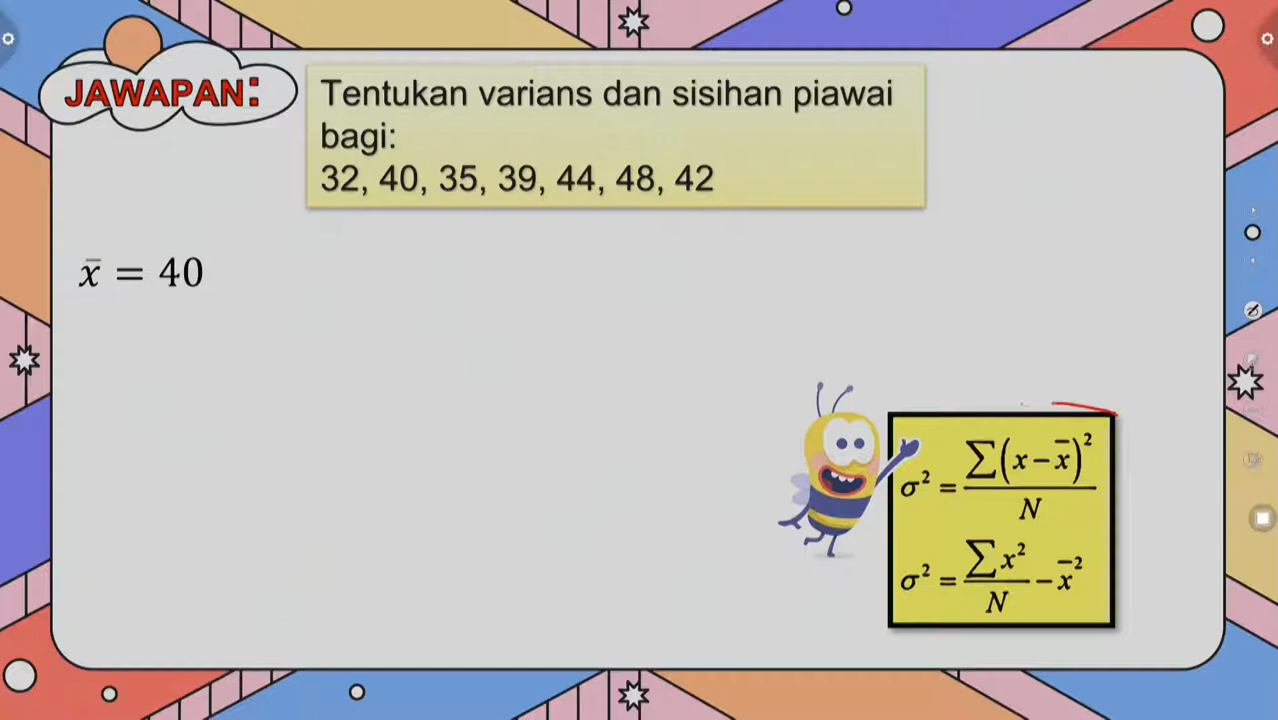 JAWAPAN:
Tentukan varians dan sisihan piawai
bagi:
32, 40, 35, 39, 44, 48, 42
x̄ = 40
σ² = ∑(x−x̄)² / N
σ² = ∑x² / N − x̄²